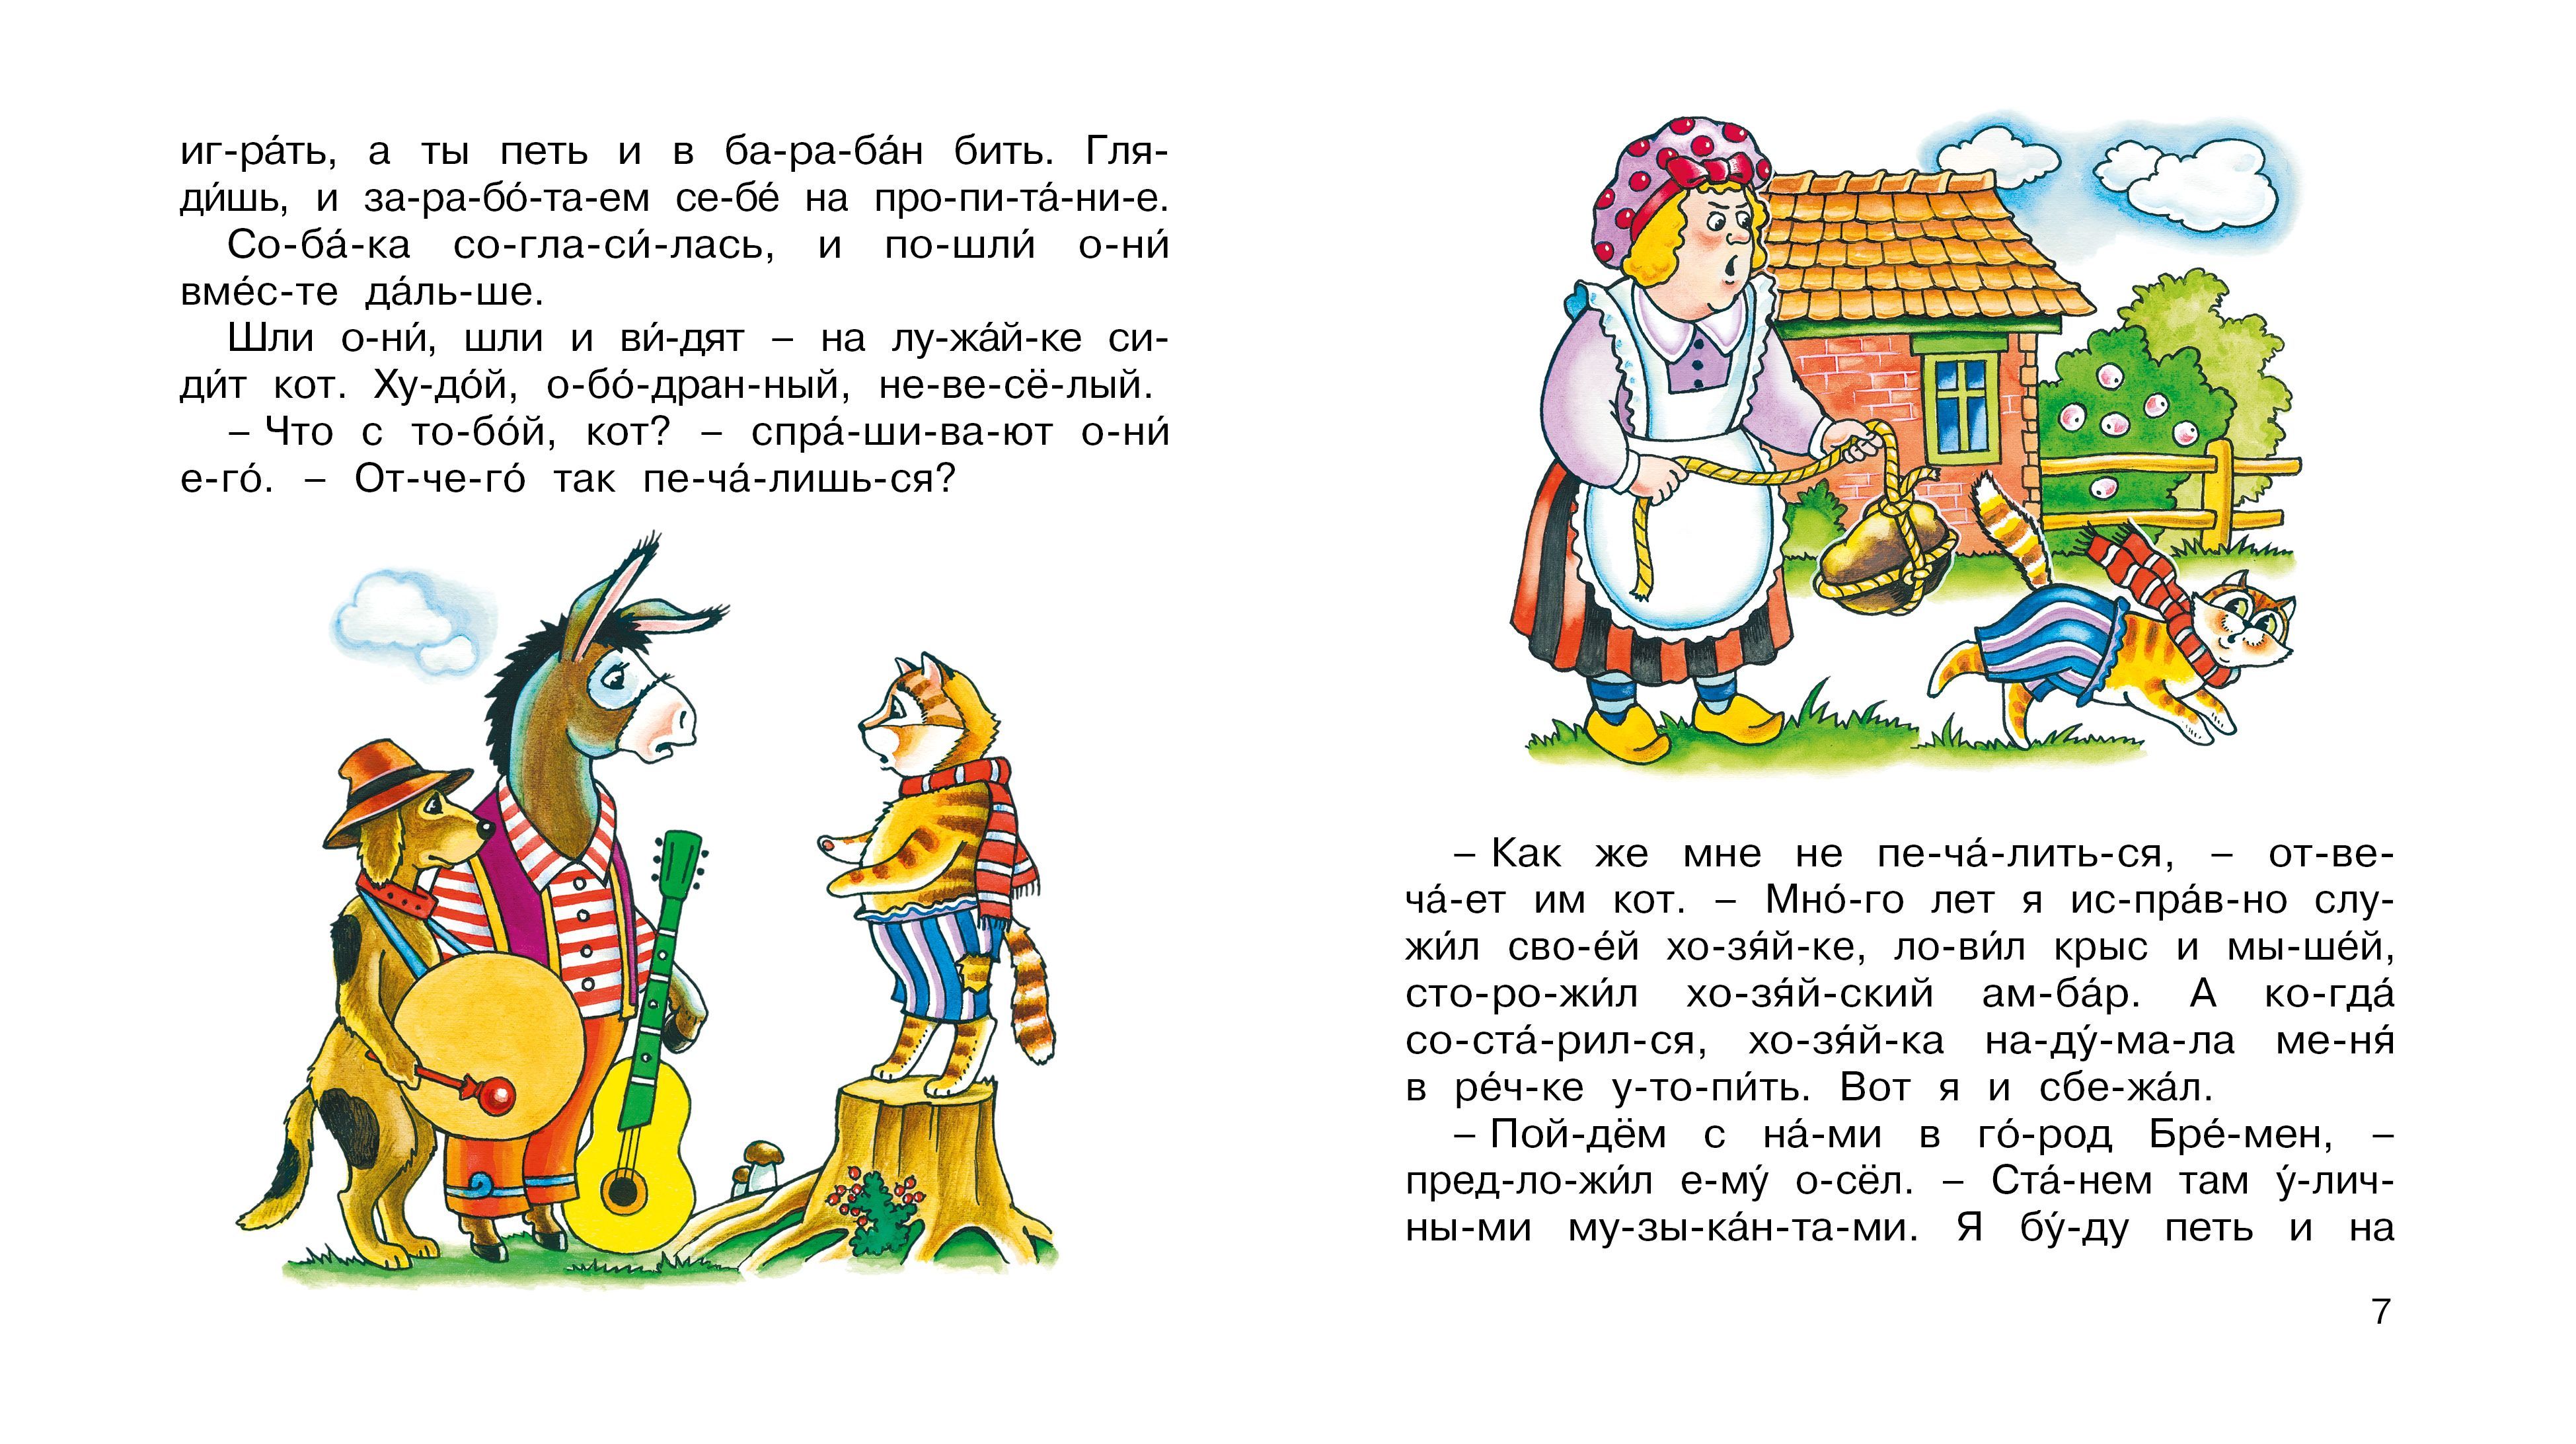 иг-ра́ть, а ты петь и в ба-ра-ба́н бить. Гля-
ди́шь, и за-ра-бо́-та-ем се-бе́ на про-пи-та́-ни-е.
Со-ба́-ка со-гла-си́-лась, и по-шли́ о-ни́
вме́с-те да́ль-ше.
Шли о-ни́, шли и ви́-дят – на лу-жа́й-ке си-
ди́т кот. Ху-до́й, о-бо́-дран-ный, не-ве-сё-лый.
– Что с то-бо́й, кот? – спра́-ши-ва-ют о-ни́
е-го́. – От-че-го́ так пе-ча́-лишь-ся?
– Как же мне не пе-ча́-лить-ся, – от-ве-
ча́-ет им кот. – Мно́-го лет я ис-пра́в-но слу-
жи́л сво-е́й хо-зя́й-ке, ло-ви́л крыс и мы-ше́й,
сто-ро-жи́л хо-зя́й-ский ам-ба́р. А ко-гда́
со-ста́-рил-ся, хо-зя́й-ка на-ду́-ма-ла ме-ня́
в ре́ч-ке у-то-пи́ть. Вот я и сбе-жа́л.
– Пой-дём с на́-ми в го́-род Бре́-мен, –
пред-ло-жи́л е-му́ о-сёл. – Ста́-нем там у́-лич-
ны-ми му-зы-ка́н-та-ми. Я бу́-ду петь и на
7